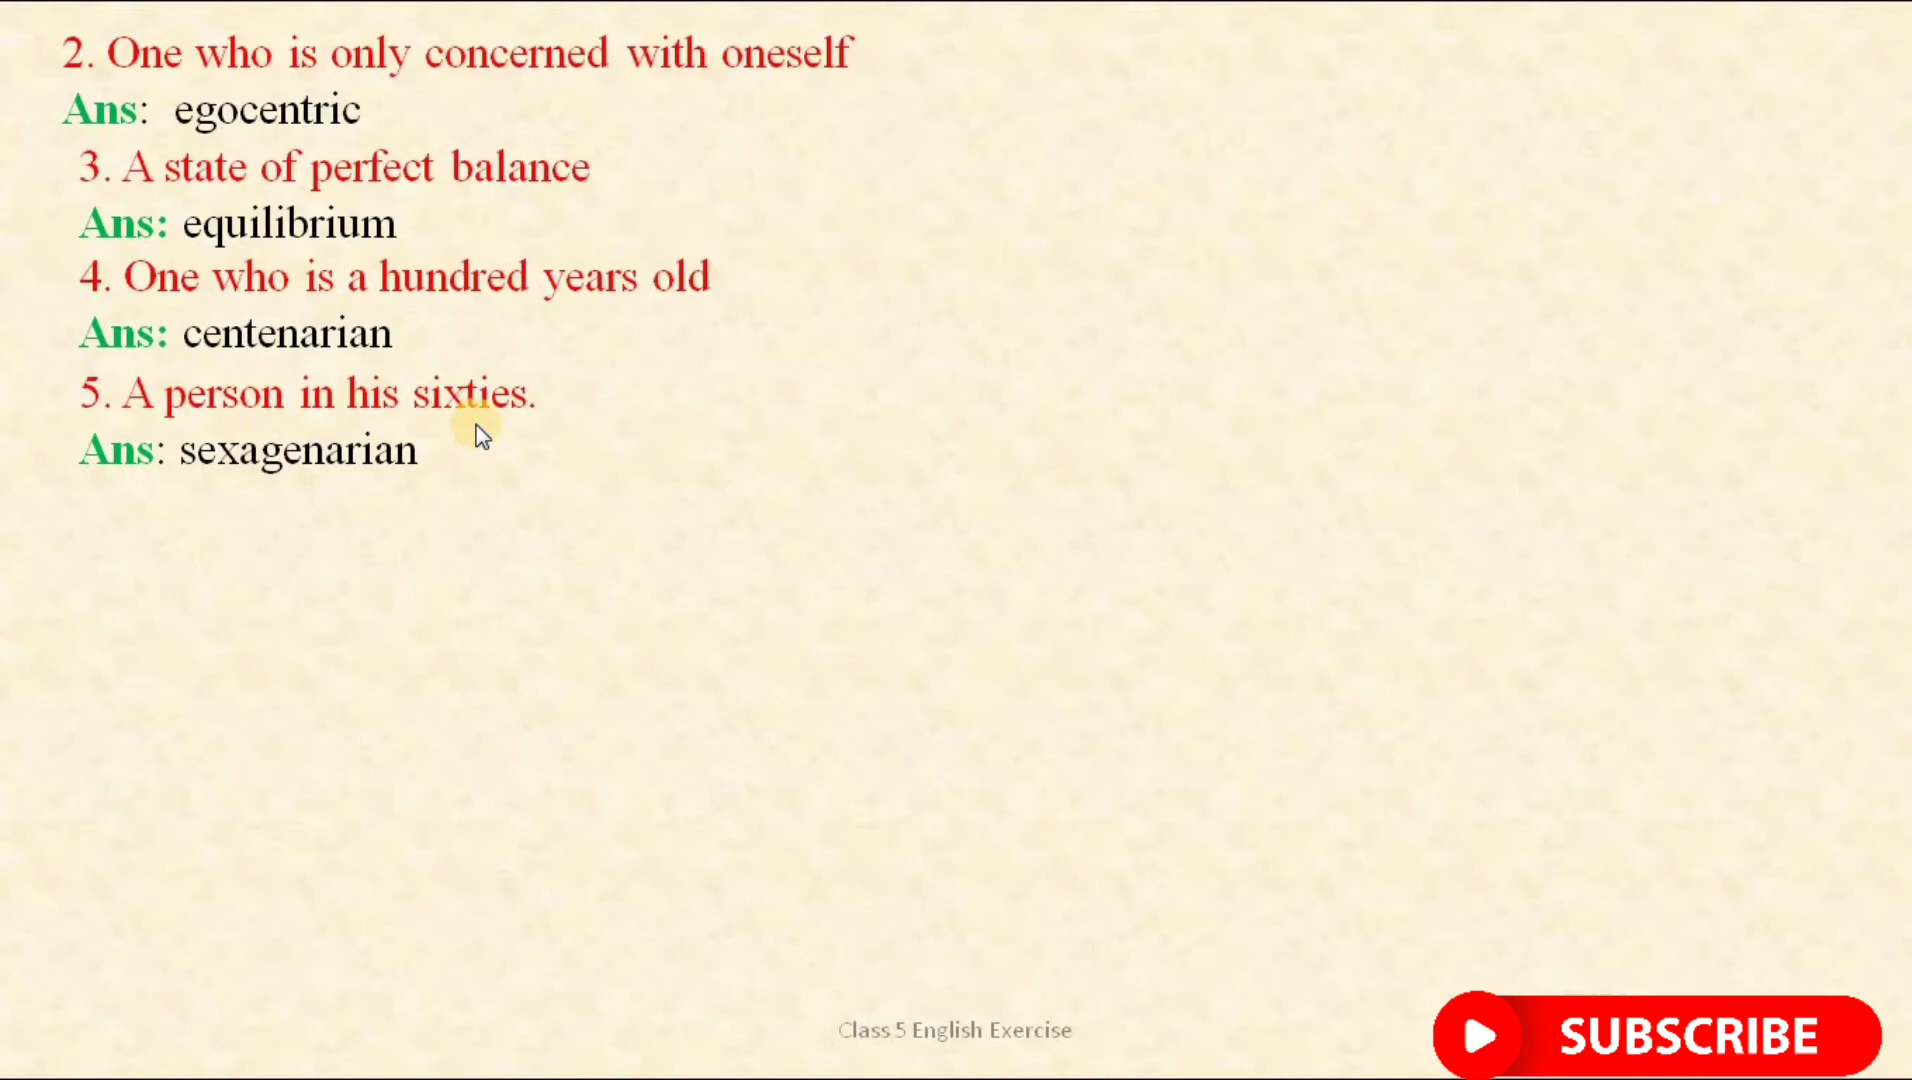 2. One who is only concerned with oneself
Ans: egocentric
3. A state of perfect balance
Ans: equilibrium
4. One who is a hundred years old
Ans: centenarian
5. A person in his sixties.
Ans: sexagenarian
Class 5 English Exercise
SUBSCRIBE